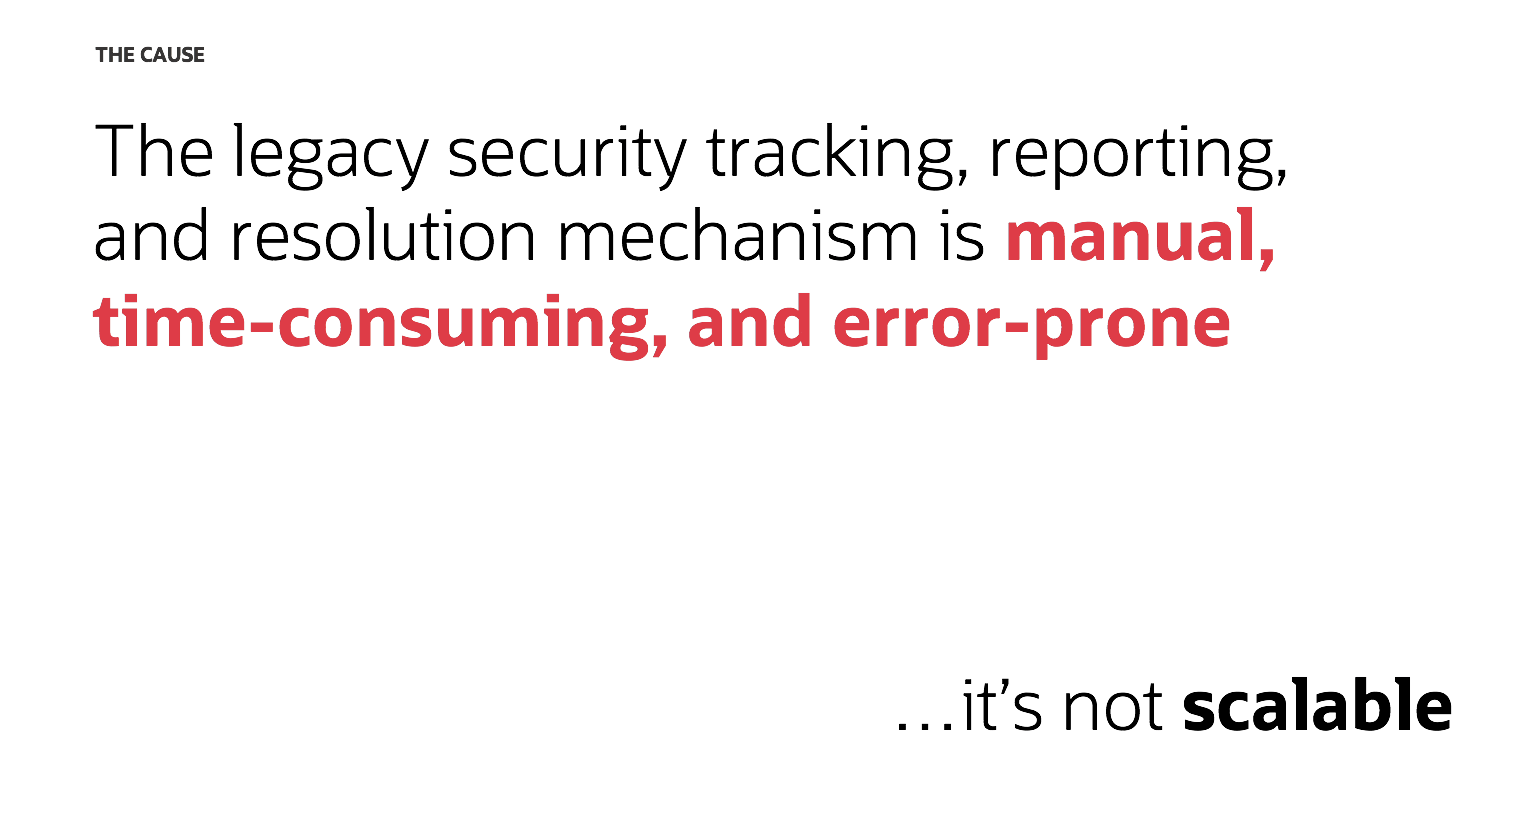 THE CAUSE
The legacy security tracking, reporting,
and resolution mechanism is manual,
time-consuming, and error-prone
...it’s not scalable